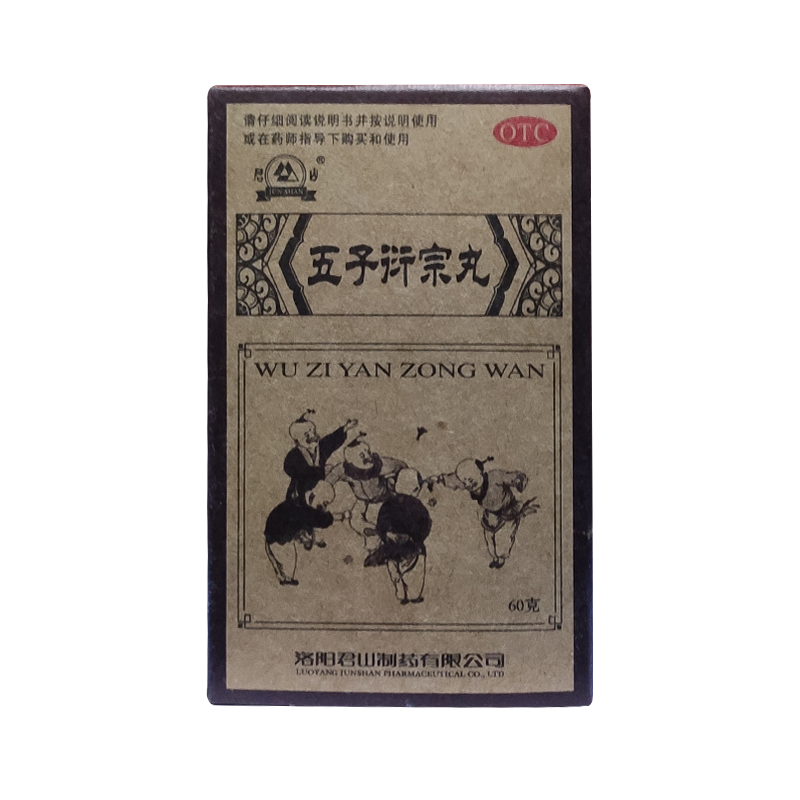 请仔细阅读说明书并按说明使用
或在药师指导下购买和使用
OTC
君山®
JUNSHAN
五子衍宗丸
WU ZI YAN ZONG WAN
60克
洛阳君山制药有限公司
LUOYANG JUNSHAN PHARMACEUTICAL CO., LTD